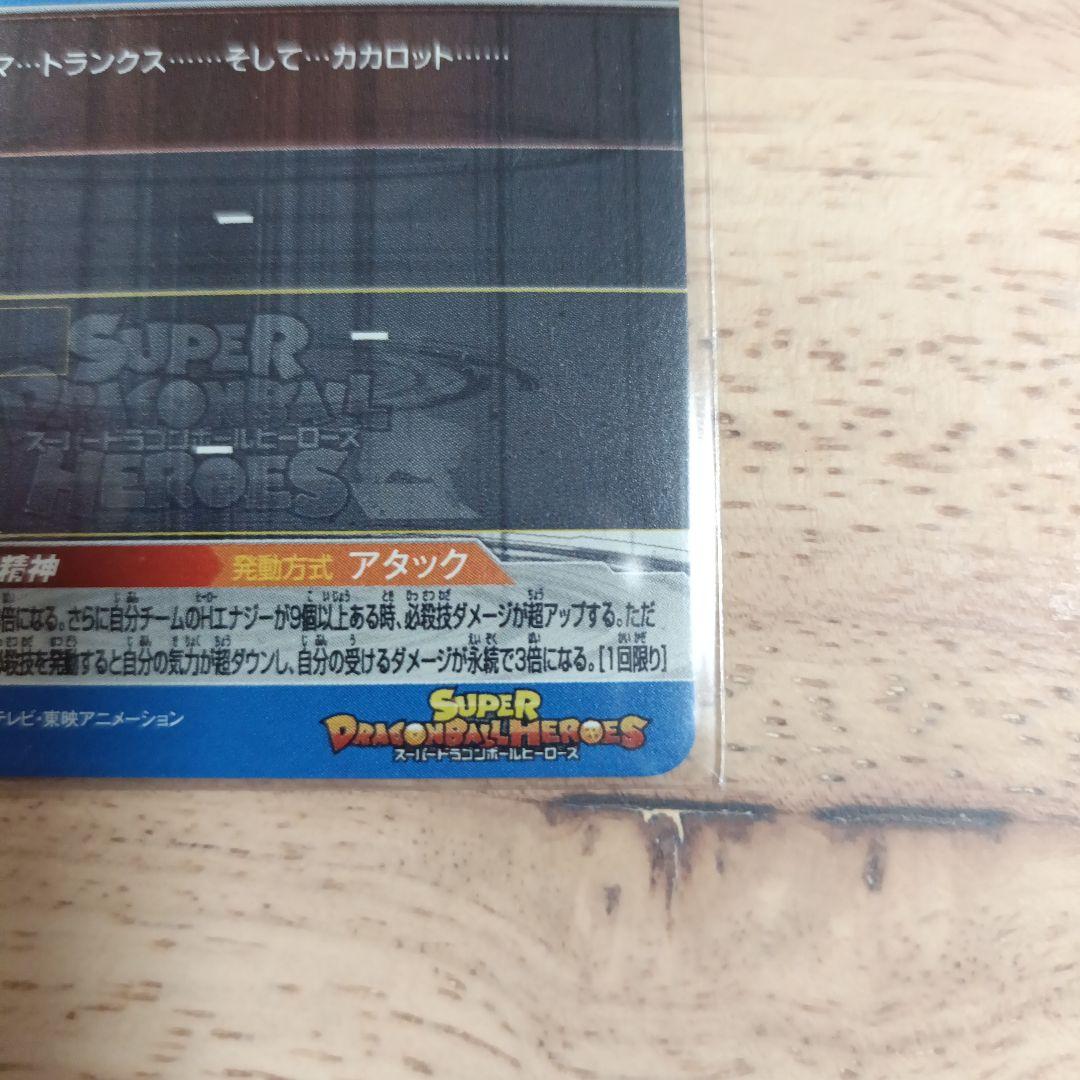 マ…トランクス……そして…カカロット……
SUPER
DRAGONBALL
スーパードラゴンボールヒーローズ
HEROES
精神
発動方式 アタック
倍になる。さらに自分チームのHエナジーが9個以上ある時、必殺技ダメージが超アップする。ただ
殺技を発動すると自分の気力が超ダウンし、自分の受けるダメージが永続で3倍になる。[1回限り]
テレビ・東映アニメーション
SUPER
DRAGONBALL HEROES
スーパードラゴンボールヒーローズ